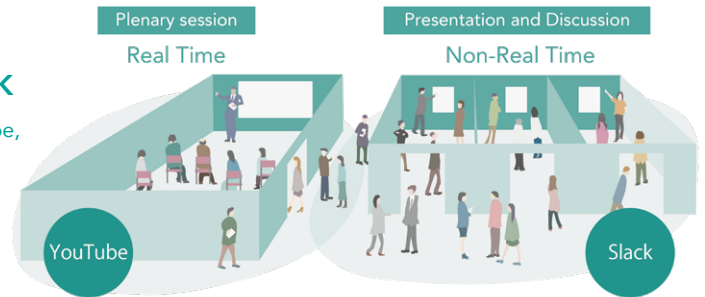 Plenary session
Real Time
Presentation and Discussion
Non-Real Time
YouTube
Slack